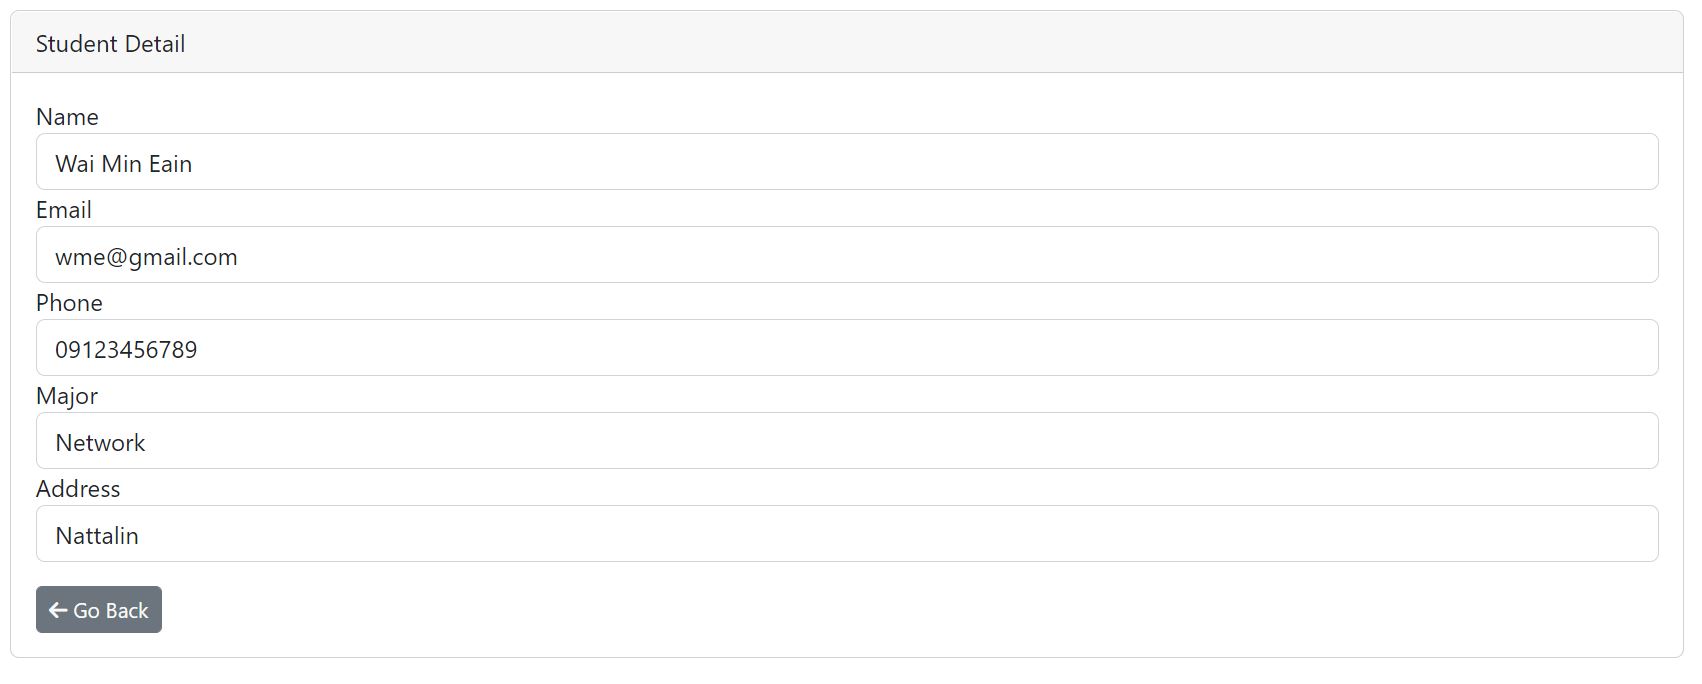 Student Detail
Name
Wai Min Eain
Email
wme@gmail.com
Phone
09123456789
Major
Network
Address
Nattalin
Go Back